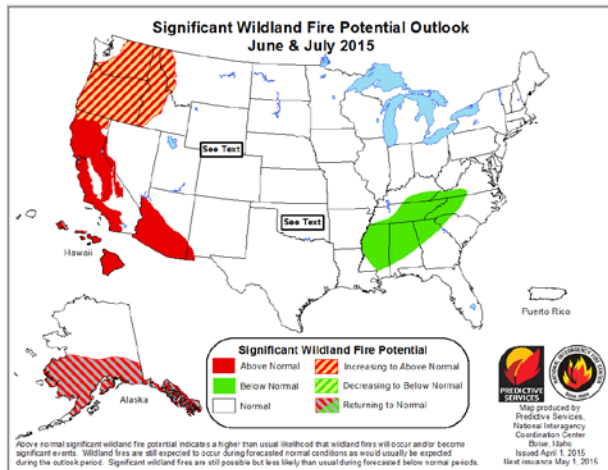 Significant Wildland Fire Potential Outlook
June & July 2015
See Text
See Text
Hawaii
Puerto Rico
Alaska
Significant Wildland Fire Potential
Above Normal
Increasing to Above Normal
Below Normal
Decreasing to Below Normal
Normal
Returning to Normal
PREDICTIVE
SERVICES
NATIONAL INTERAGENCY FIRE CENTER
Map produced by
Predictive Services,
National Interagency
Coordination Center
Boise, Idaho
Issued April 1, 2015
Next issuance May 1, 2015
Above normal significant wildland fire potential indicates a higher than usual likelihood that wildland fires will occur and/or become
significant events. Wildland fires are still expected to occur during forecasted normal conditions as would usually be expected
during the outlook period. Significant wildland fires are still possible but less likely than usual during forecasted below normal periods.